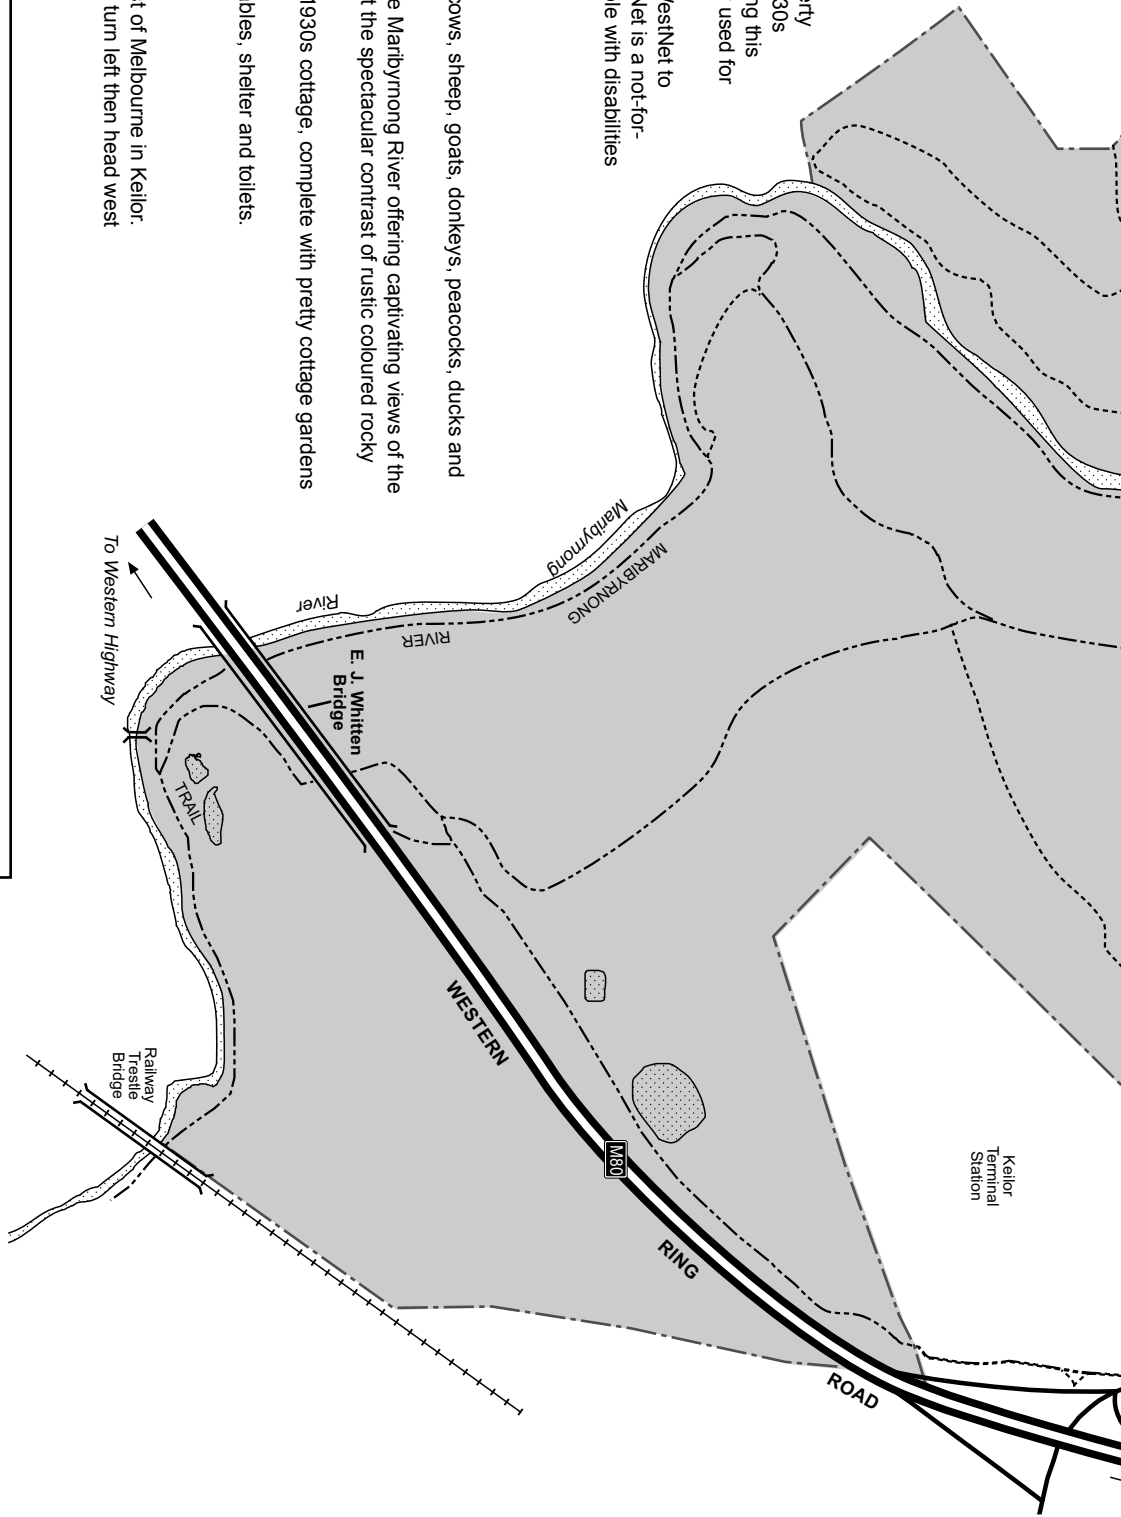 erty
30s
ng this
used for
WestNet to
Net is a not-for-
le with disabilities
cows, sheep, goats, donkeys, peacocks, ducks and
e Maribyrnong River offering captivating views of the
t the spectacular contrast of rustic coloured rocky
1930s cottage, complete with pretty cottage gardens
bles, shelter and toilets.
st of Melbourne in Keilor.
turn left then head west
Keilor
Terminal
Station
Maribyrnong
River
MARIBYRNONG
RIVER
TRAIL
E. J. Whitten
Bridge
To Western Highway
WESTERN
M80
RING
ROAD
Railway
Trestle
Bridge